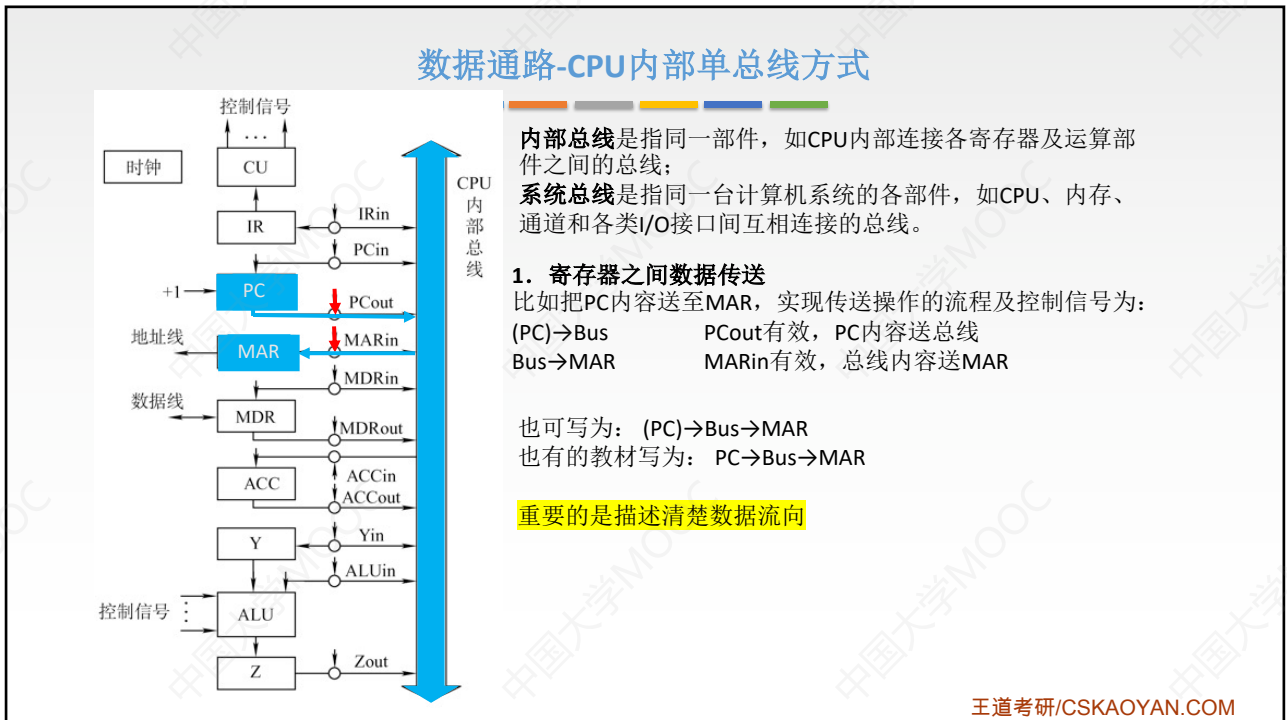 数据通路-CPU内部单总线方式
控制信号
...
时钟
CU
CPU内部总线
IR
IRin
PCin
+1
PC
PCout
地址线
MAR
MARin
MDRin
数据线
MDR
MDRout
ACC
ACCin
ACCout
Y
Yin
ALUin
控制信号
ALU
Z
Zout
内部总线是指同一部件，如CPU内部连接各寄存器及运算部
件之间的总线；
系统总线是指同一台计算机系统的各部件，如CPU、内存、
通道和各类I/O接口间互相连接的总线。
1．寄存器之间数据传送
比如把PC内容送至MAR，实现传送操作的流程及控制信号为：
(PC)→Bus PCout有效，PC内容送总线
Bus→MAR MARin有效，总线内容送MAR
也可写为： (PC)→Bus→MAR
也有的教材写为： PC→Bus→MAR
重要的是描述清楚数据流向
王道考研/CSKAOYAN.COM
中国大学MOOC